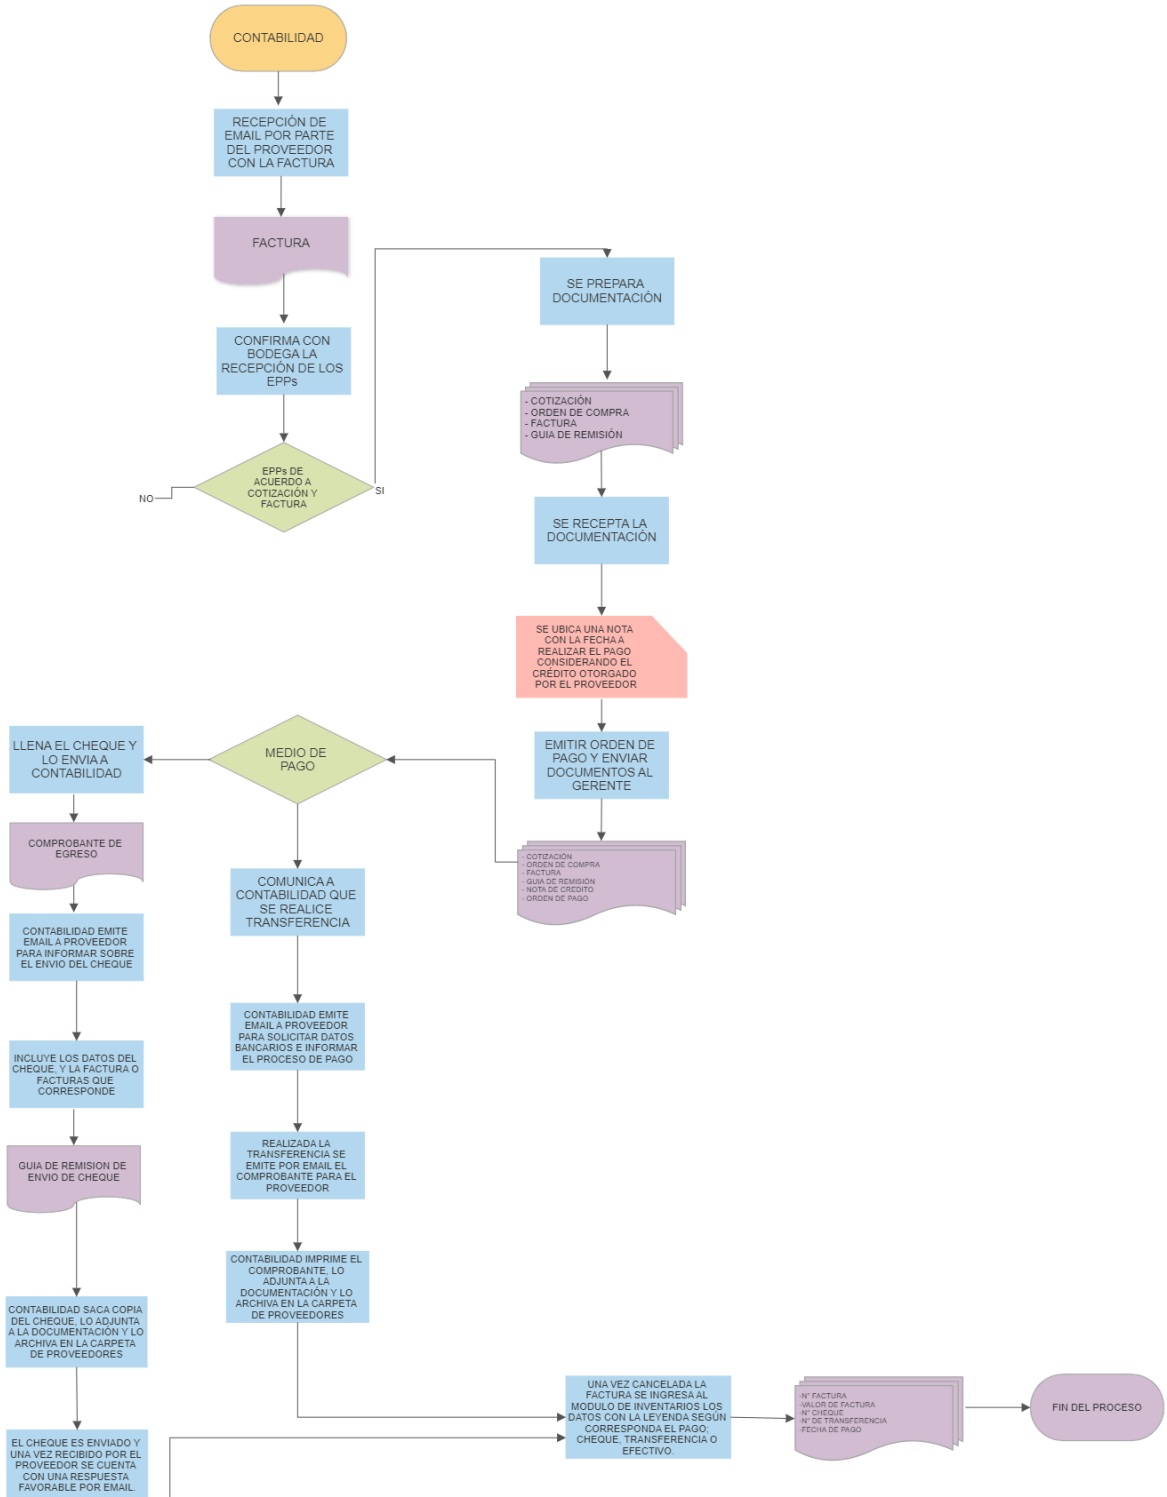 CONTABILIDAD
RECEPCIÓN DE
EMAIL POR PARTE
DEL PROVEEDOR
CON LA FACTURA
FACTURA
CONFIRMA CON
BODEGA LA
RECEPCIÓN DE LOS
EPPs
EPPs DE
ACUERDO A
COTIZACIÓN Y
FACTURA
NO
SI
SE PREPARA
DOCUMENTACIÓN
- COTIZACIÓN
- ORDEN DE COMPRA
- FACTURA
- GUIA DE REMISIÓN
SE RECEPTA LA
DOCUMENTACIÓN
SE UBICA UNA NOTA
CON LA FECHA A
REALIZAR EL PAGO
CONSIDERANDO EL
CRÉDITO OTORGADO
POR EL PROVEEDOR
EMITIR ORDEN DE
PAGO Y ENVIAR
DOCUMENTOS AL
GERENTE
- COTIZACIÓN
- ORDEN DE COMPRA
- FACTURA
- GUIA DE REMISIÓN
- NOTA DE CRÉDITO
- ORDEN DE PAGO
MEDIO DE
PAGO
LLENA EL CHEQUE Y
LO ENVIA A
CONTABILIDAD
COMPROBANTE DE
EGRESO
CONTABILIDAD EMITE
EMAIL A PROVEEDOR
PARA INFORMAR SOBRE
EL ENVIO DEL CHEQUE
INCLUYE LOS DATOS DEL
CHEQUE, Y LA FACTURA O
FACTURAS QUE
CORRESPONDE
GUIA DE REMISION DE
ENVIO DE CHEQUE
CONTABILIDAD SACA COPIA
DEL CHEQUE, LO ADJUNTA
A LA DOCUMENTACIÓN Y LO
ARCHIVA EN LA CARPETA
DE PROVEEDORES
EL CHEQUE ES ENVIADO Y
UNA VEZ RECIBIDO POR EL
PROVEEDOR SE CUENTA
CON UNA RESPUESTA
FAVORABLE POR EMAIL.
COMUNICA A
CONTABILIDAD QUE
SE REALICE
TRANSFERENCIA
CONTABILIDAD EMITE
EMAIL A PROVEEDOR
PARA SOLICITAR DATOS
BANCARIOS E INFORMAR
EL PROCESO DE PAGO
REALIZADA LA
TRANSFERENCIA SE
EMITE POR EMAIL EL
COMPROBANTE PARA EL
PROVEEDOR
CONTABILIDAD IMPRIME EL
COMPROBANTE, LO
ADJUNTA A LA
DOCUMENTACIÓN Y LO
ARCHIVA EN LA CARPETA
DE PROVEEDORES
UNA VEZ CANCELADA LA
FACTURA SE INGRESA AL
MODULO DE INVENTARIOS LOS
DATOS CON LA LEYENDA SEGÚN
CORRESPONDA EL PAGO;
CHEQUE, TRANSFERENCIA O
EFECTIVO.
-N° FACTURA
-VALOR DE FACTURA
-N° CHEQUE
-N° DE TRANSFERENCIA
-FECHA DE PAGO
FIN DEL PROCESO